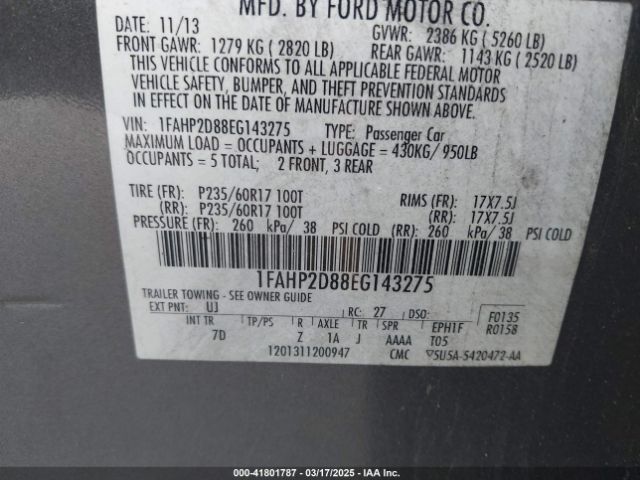 MFD. BY FORD MOTOR CO.
DATE: 11/13 GVWR: 2386 KG ( 5260 LB)
FRONT GAWR: 1279 KG ( 2820 LB) REAR GAWR: 1143 KG ( 2520 LB)
THIS VEHICLE CONFORMS TO ALL APPLICABLE FEDERAL MOTOR
VEHICLE SAFETY, BUMPER, AND THEFT PREVENTION STANDARDS
IN EFFECT ON THE DATE OF MANUFACTURE SHOWN ABOVE.
VIN: 1FAHP2D88EG143275 TYPE: Passenger Car
MAXIMUM LOAD = OCCUPANTS + LUGGAGE = 430KG/ 950LB
OCCUPANTS = 5 TOTAL; 2 FRONT, 3 REAR
TIRE (FR): P235/60R17 100T RIMS (FR): 17X7.5J
(RR): P235/60R17 100T (RR): 17X7.5J
PRESSURE (FR): 260 kPa/ 38 PSI COLD (RR): 260 kPa/ 38 PSI COLD
1FAHP2D88EG143275
TRAILER TOWING - SEE OWNER GUIDE
EXT PNT: UJ RC: 27 DSO: F0135
R0158
INT TR TP/PS R AXLE TR SPR EPH1F
7D Z 1A J AAAA T05
1201311200947 CMC 5U5A-5420472-AA
00-41801787 - 03/17/2025 - IAA Inc.